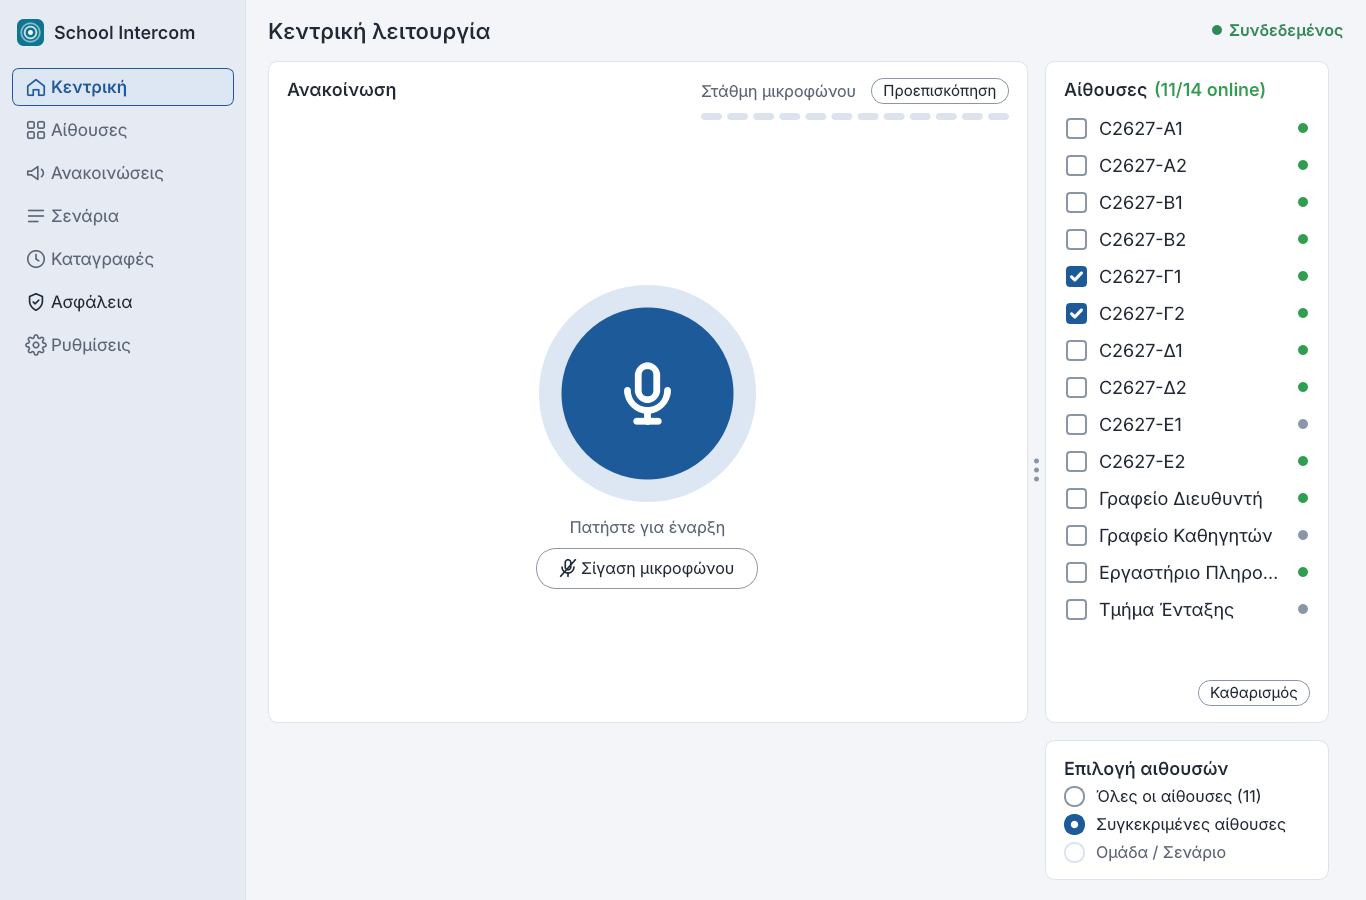 School Intercom
Κεντρική
Αίθουσες
Ανακοινώσεις
Σενάρια
Καταγραφές
Ασφάλεια
Ρυθμίσεις
Κεντρική λειτουργία
Συνδεδεμένος
Ανακοίνωση
Στάθμη μικροφώνου
Προεπισκόπηση
Πατήστε για έναρξη
Σίγαση μικροφώνου
Αίθουσες (11/14 online)
C2627-A1
C2627-A2
C2627-B1
C2627-B2
C2627-Γ1
C2627-Γ2
C2627-Δ1
C2627-Δ2
C2627-E1
C2627-E2
Γραφείο Διευθυντή
Γραφείο Καθηγητών
Εργαστήριο Πληρο...
Τμήμα Ένταξης
Καθαρισμός
Επιλογή αιθουσών
Όλες οι αίθουσες (11)
Συγκεκριμένες αίθουσες
Ομάδα / Σενάριο